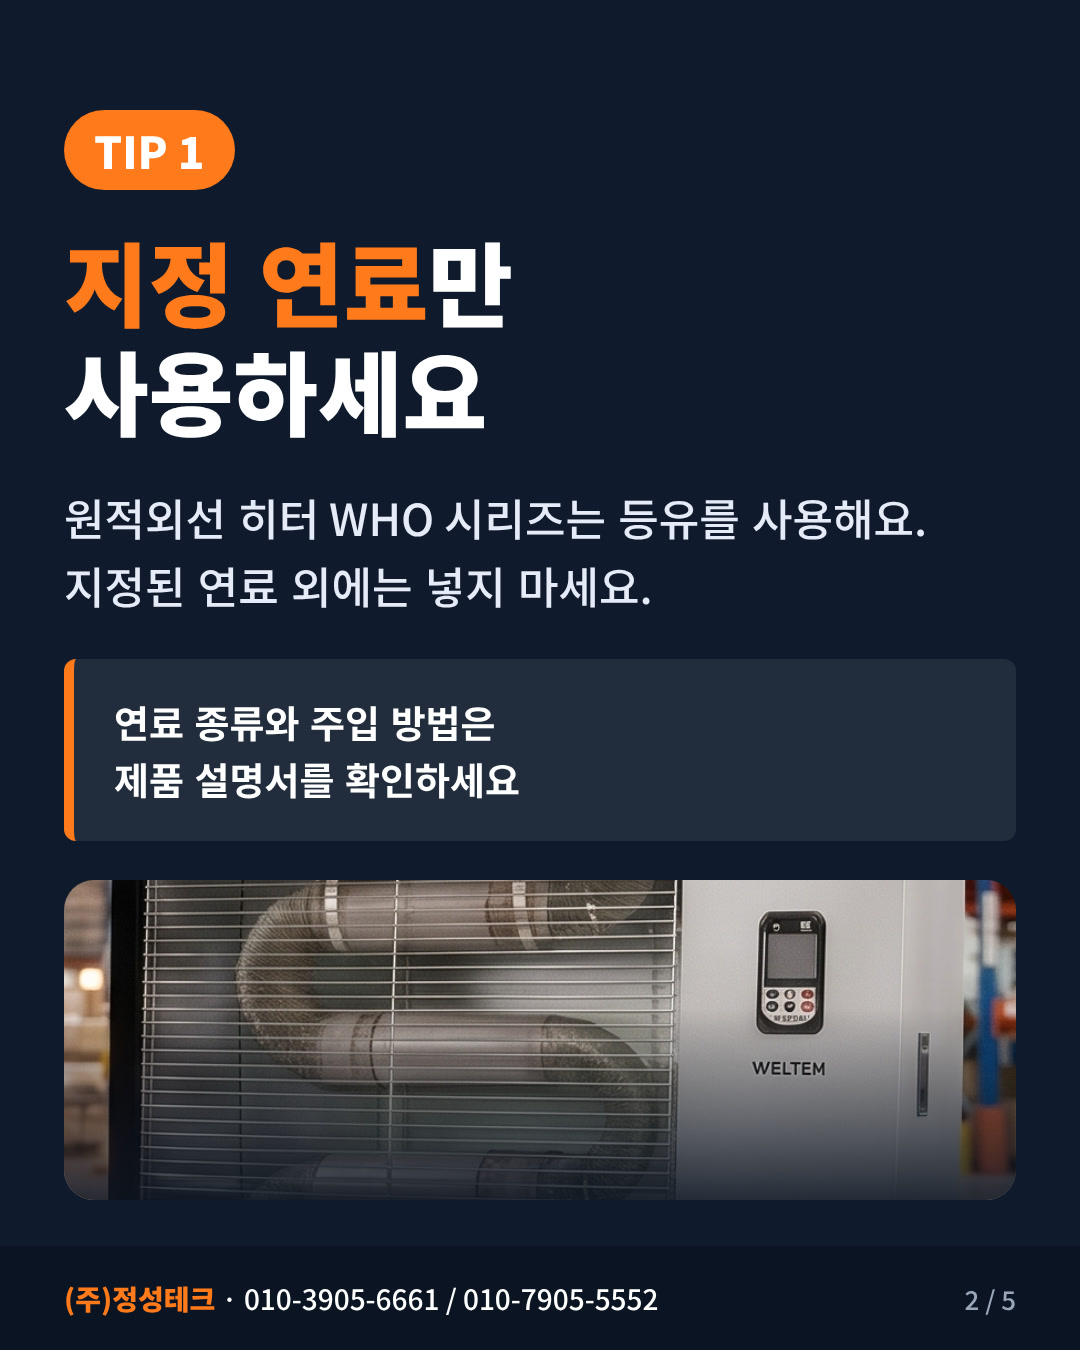 TIP 1
지정 연료만
사용하세요
원적외선 히터 WHO 시리즈는 등유를 사용해요.
지정된 연료 외에는 넣지 마세요.
연료 종류와 주입 방법은
제품 설명서를 확인하세요
WELTEM
(주)정성테크 · 010-3905-6661 / 010-7905-5552
2 / 5